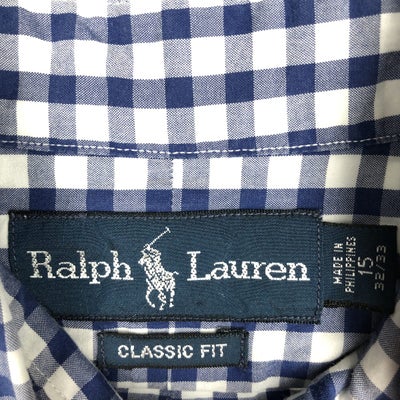 Ralph Lauren
MADE IN
PHILIPPINES
15
32/33
CLASSIC FIT